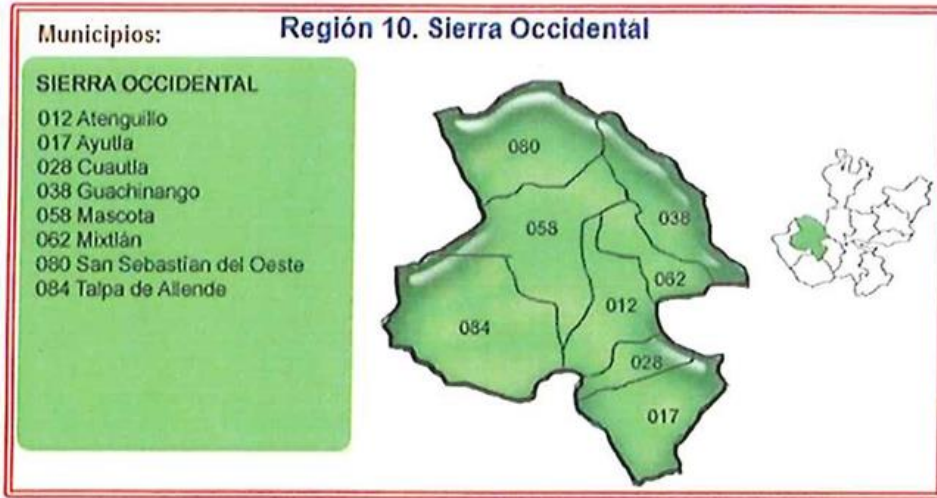 Región 10. Sierra Occidental
Municipios:
SIERRA OCCIDENTAL
012 Atenguillo
017 Ayutla
028 Cuautla
038 Guachinango
058 Mascota
062 Mixtlán
080 San Sebastian del Oeste
084 Talpa de Allende
080
058
038
062
012
084
028
017